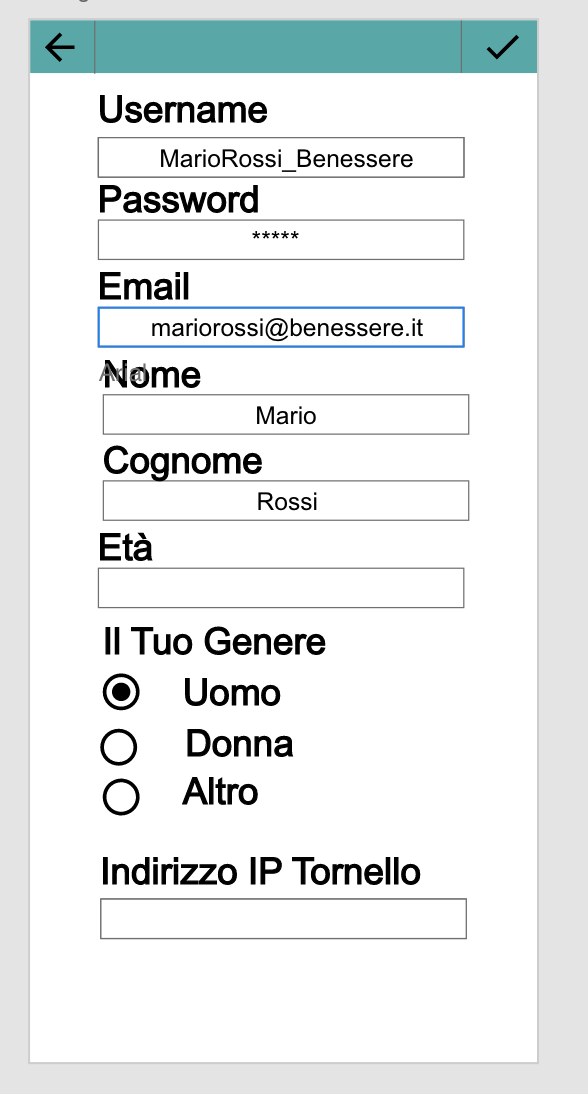 Username
MarioRossi_Benessere
Password
*****
Email
mariorossi@benessere.it
Arial
Nome
Mario
Cognome
Rossi
Età
Il Tuo Genere
Uomo
Donna
Altro
Indirizzo IP Tornello